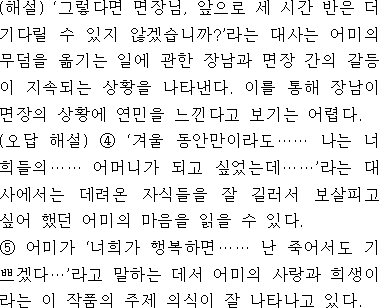 (해설) ‘그렇다면 면장님, 앞으로 세 시간 반은 더
기다릴 수 있지 않겠습니까?’라는 대사는 어미의
무덤을 옮기는 일에 관한 장남과 면장 간의 갈등
이 지속되는 상황을 나타낸다. 이를 통해 장남이
면장의 상황에 연민을 느낀다고 보기는 어렵다.
(오답 해설) ④ ‘겨울 동안만이라도…… 나는 너
희들의…… 어머니가 되고 싶었는데……’라는 대
사에서는 데려온 자식들을 잘 길러서 보살피고
싶어 했던 어미의 마음을 읽을 수 있다.
⑤ 어미가 ‘너희가 행복하면…… 난 죽어서도 기
쁘겠다…’라고 말하는 데서 어미의 사랑과 희생이
라는 이 작품의 주제 의식이 잘 나타나고 있다.